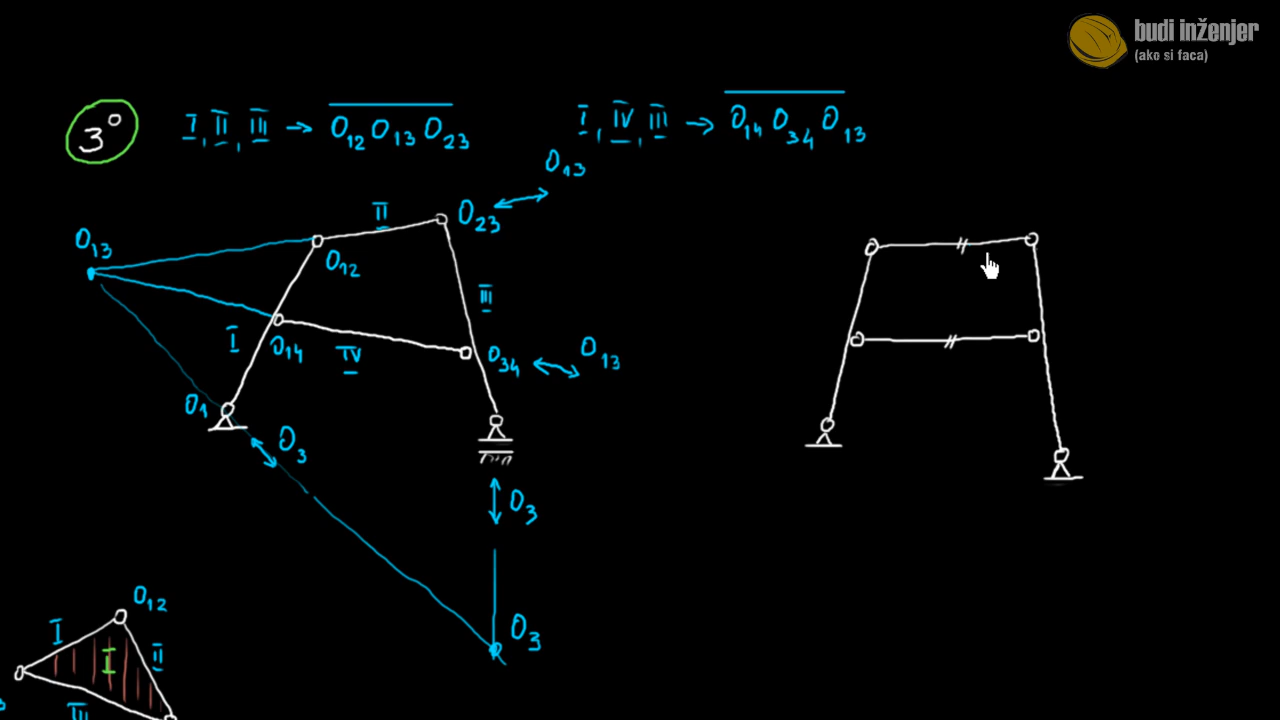 budi inženjer
(ako si faca)
3° I, II, III → O12 O13 O23 I, IV, III → O14 O34 O13
O13
II O23
O13
O12
III
I O14 IV O34 O13
O1
O3
O3
O3
O12
I II
I
III